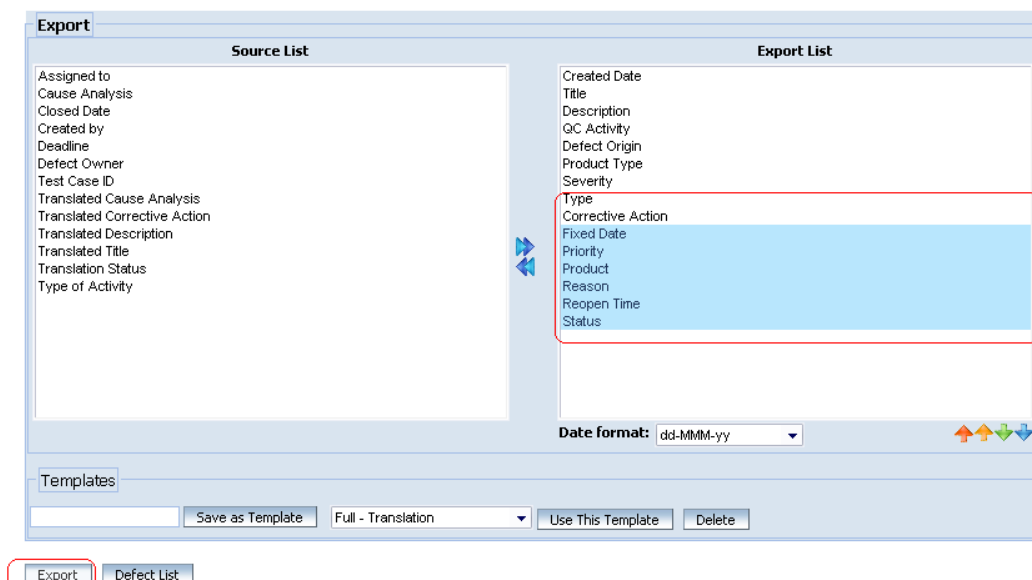 Export
Source List
Assigned to
Cause Analysis
Closed Date
Created by
Deadline
Defect Owner
Test Case ID
Translated Cause Analysis
Translated Corrective Action
Translated Description
Translated Title
Translation Status
Type of Activity
Export List
Created Date
Title
Description
QC Activity
Defect Origin
Product Type
Severity
Type
Corrective Action
Fixed Date
Priority
Product
Reason
Reopen Time
Status
Date format: dd-MMM-yy
Templates
Save as Template Full - Translation Use This Template Delete
Export Defect List